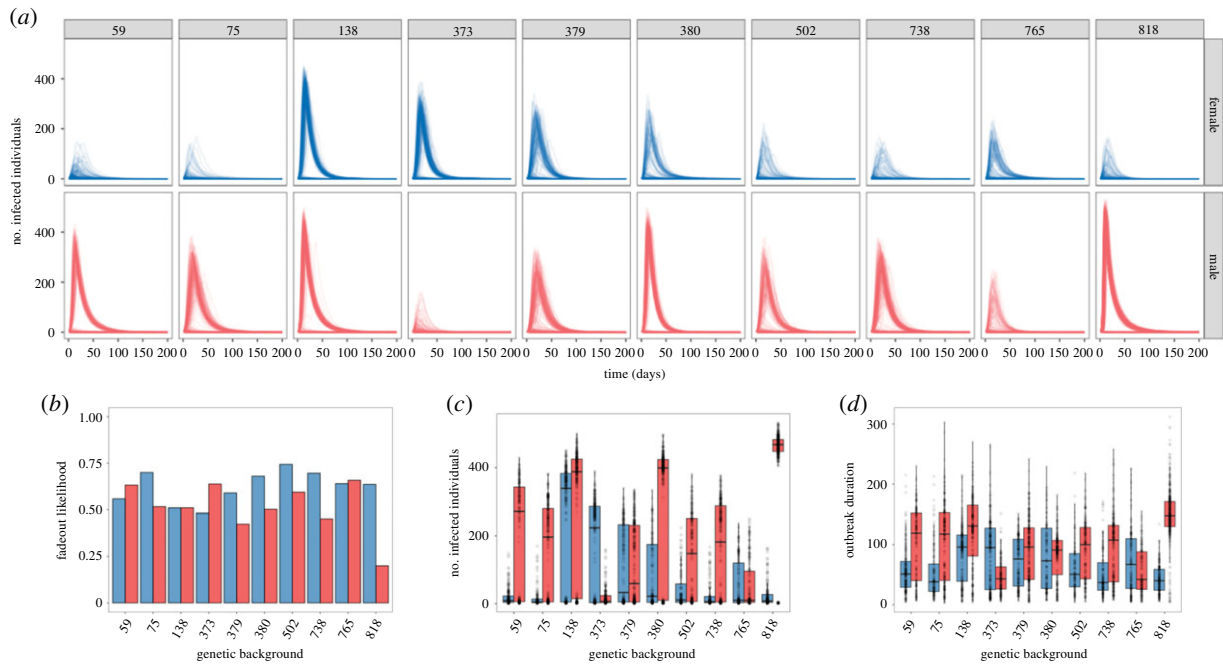 (a)
59 75 138 373 379 380 502 738 765 818
400
200
0
female
no. infected individuals
400
200
0
male
0 50 100 150 200 0 50 100 150 200 0 50 100 150 200 0 50 100 150 200 0 50 100 150 200 0 50 100 150 200 0 50 100 150 200 0 50 100 150 200 0 50 100 150 200 0 50 100 150 200
time (days)
(b) (c) (d)
fadeout likelihood
1.00
0.75
0.50
0.25
0
59 75 138 373 379 380 502 738 765 818
genetic background
no. infected individuals
400
200
0
59 75 138 373 379 380 502 738 765 818
genetic background
outbreak duration
300
200
100
0
59 75 138 373 379 380 502 738 765 818
genetic background